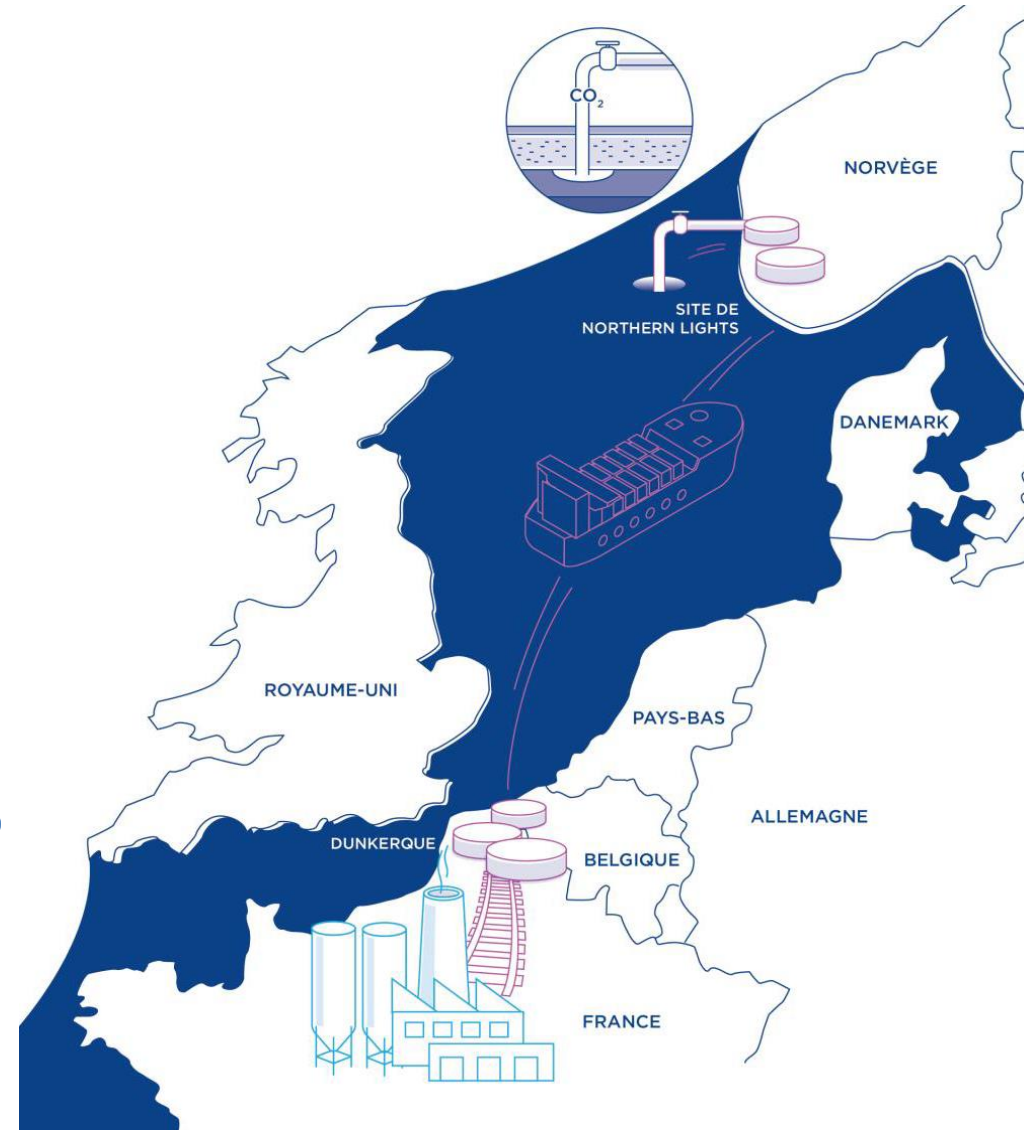 CO₂
NORVÈGE
SITE DE
NORTHERN LIGHTS
DANEMARK
ROYAUME-UNI
PAYS-BAS
ALLEMAGNE
DUNKERQUE
BELGIQUE
FRANCE